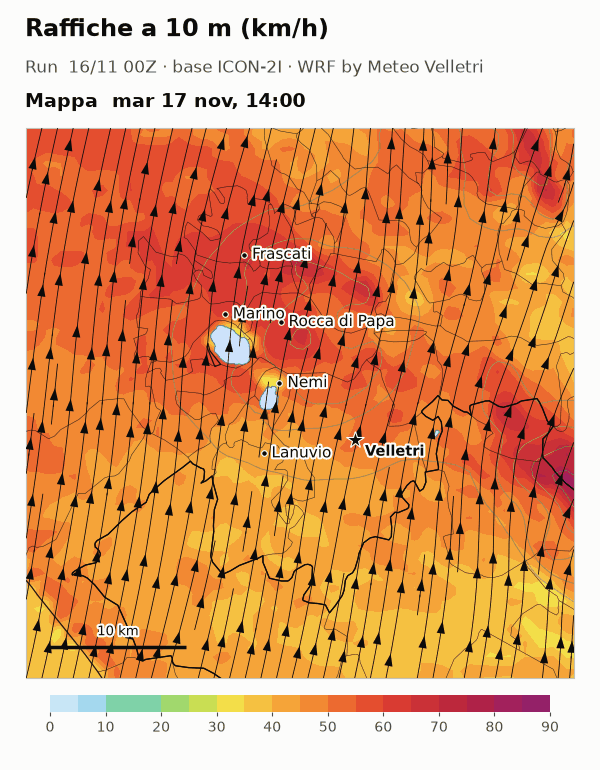 Raffiche a 10 m (km/h)
Run 16/11 00Z · base ICON-2I · WRF by Meteo Velletri
Mappa mar 17 nov, 14:00
Frascati
Marino
Rocca di Papa
Nemi
Velletri
Lanuvio
10 km
0 10 20 30 40 50 60 70 80 90